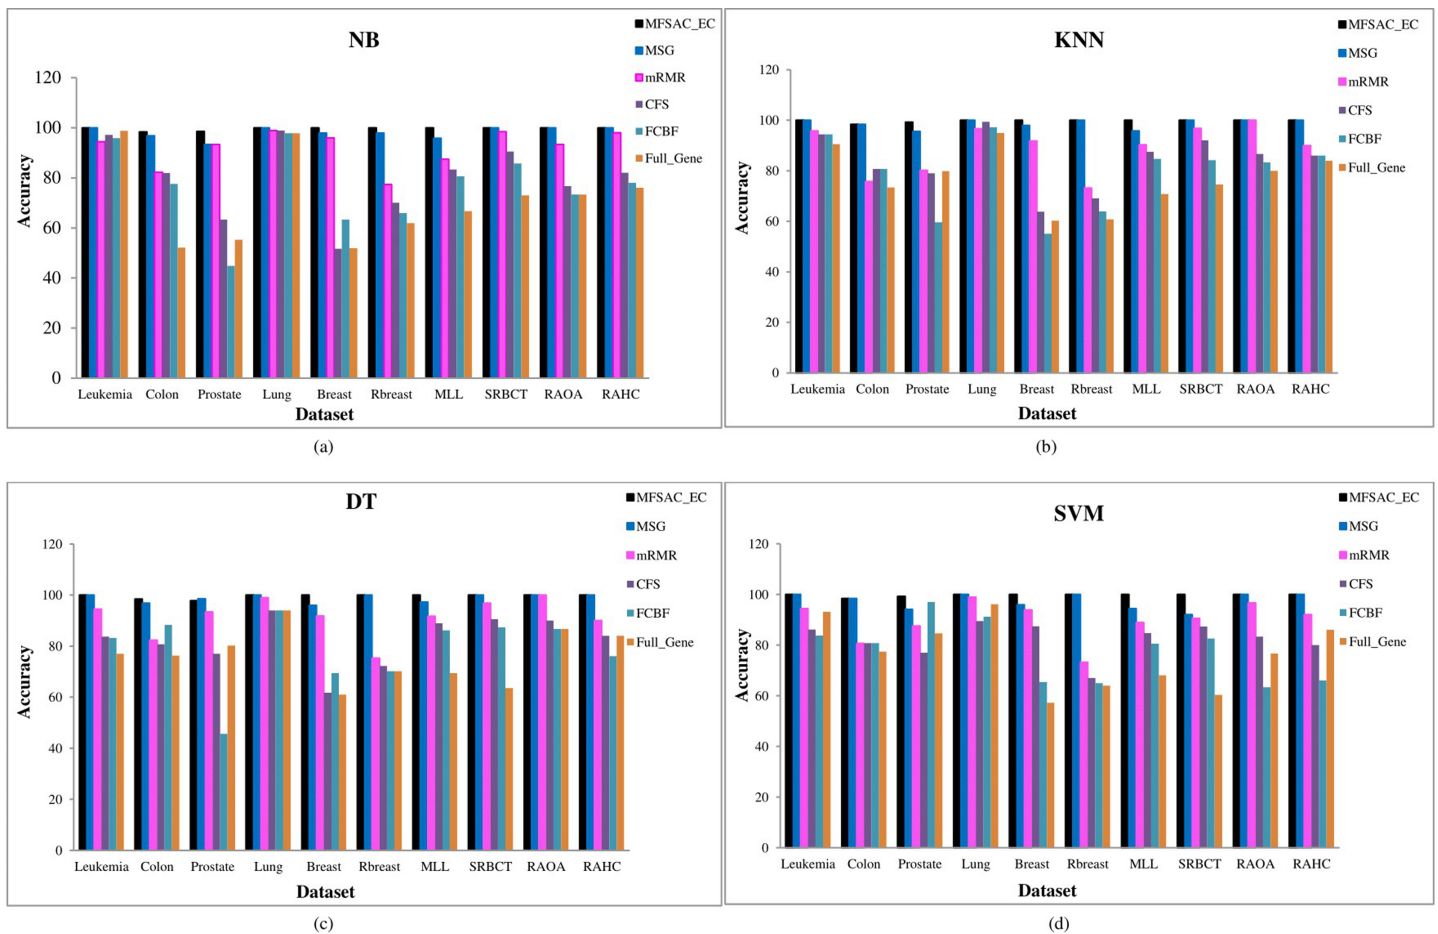 NB
MFSAC_EC
MSG
mRMR
CFS
FCBF
Full_Gene
120
100
80
60
40
20
0
Accuracy
Leukemia Colon Prostate Lung Breast Rbreast MLL SRBCT RAOA RAHC
Dataset
(a)
KNN
MFSAC_EC
MSG
mRMR
CFS
FCBF
Full_Gene
120
100
80
60
40
20
0
Accuracy
Leukemia Colon Prostate Lung Breast Rbreast MLL SRBCT RAOA RAHC
Dataset
(b)
DT
MFSAC_EC
MSG
mRMR
CFS
FCBF
Full_Gene
120
100
80
60
40
20
0
Accuracy
Leukemia Colon Prostate Lung Breast Rbreast MLL SRBCT RAOA RAHC
Dataset
(c)
SVM
MFSAC_EC
MSG
mRMR
CFS
FCBF
Full_Gene
120
100
80
60
40
20
0
Accuracy
Leukemia Colon Prostate Lung Breast Rbreast MLL SRBCT RAOA RAHC
Dataset
(d)